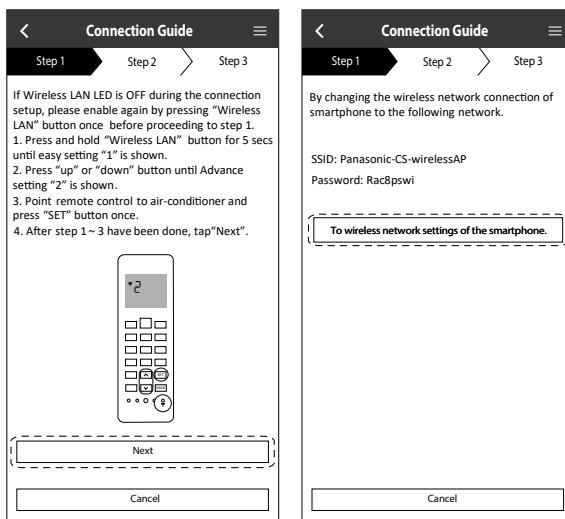 Connection Guide
Step 1
Step 2
Step 3
If Wireless LAN LED is OFF during the connection
setup, please enable again by pressing “Wireless
LAN” button once before proceeding to step 1.
1. Press and hold “Wireless LAN” button for 5 secs
until easy setting “1” is shown.
2. Press “up” or “down” button until Advance
setting “2” is shown.
3. Point remote control to air-conditioner and
press “SET” button once.
4. After step 1 ~ 3 have been done, tap“Next”.
2
SET
Next
Cancel
Connection Guide
Step 1
Step 2
Step 3
By changing the wireless network connection of
smartphone to the following network.
SSID: Panasonic-CS-wirelessAP
Password: Rac8pswi
To wireless network settings of the smartphone.
Cancel